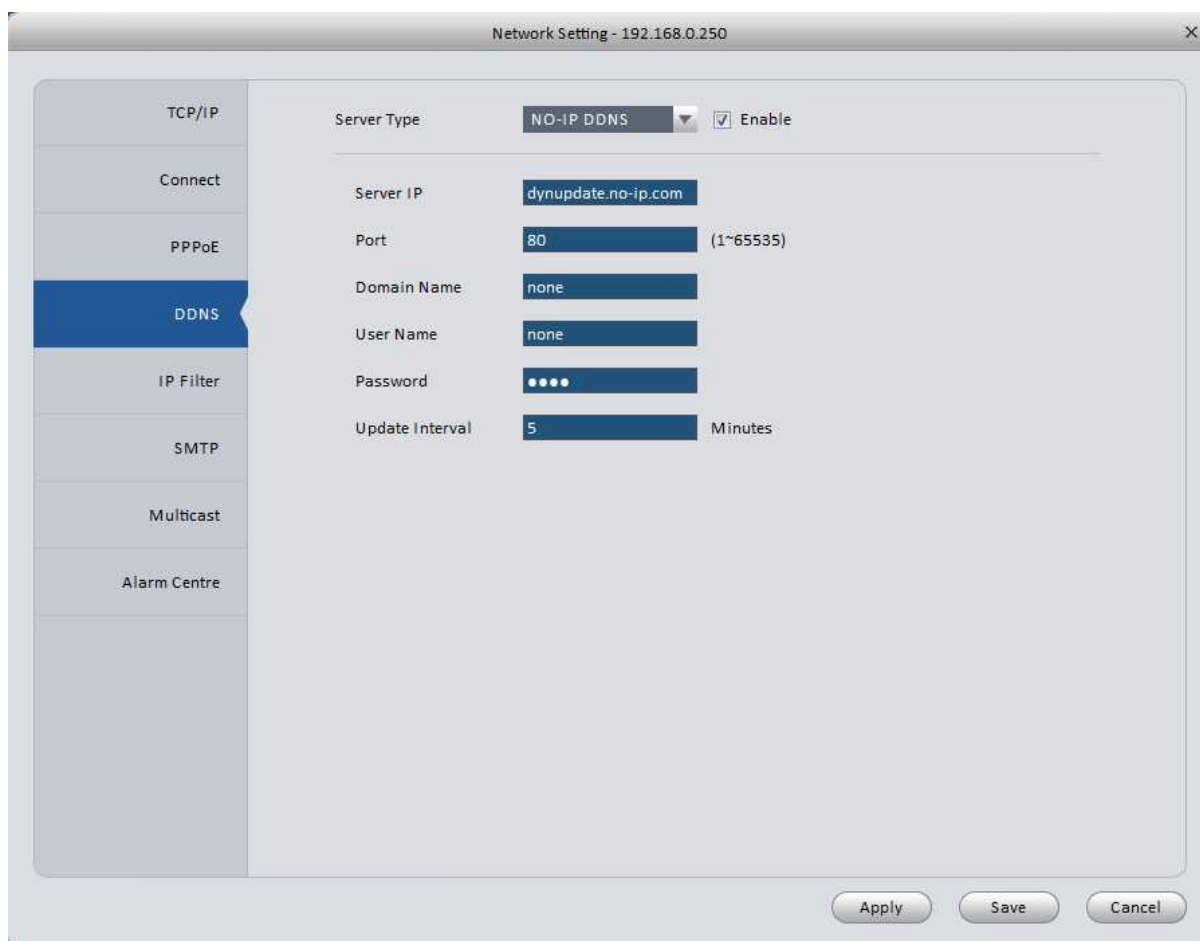 Network Setting - 192.168.0.250
TCP/IP
Connect
PPPoE
DDNS
IP Filter
SMTP
Multicast
Alarm Centre
Server Type NO-IP DDNS Enable
Server IP dynupdate.no-ip.com
Port 80 (1~65535)
Domain Name none
User Name none
Password ••••
Update Interval 5 Minutes
Apply Save Cancel